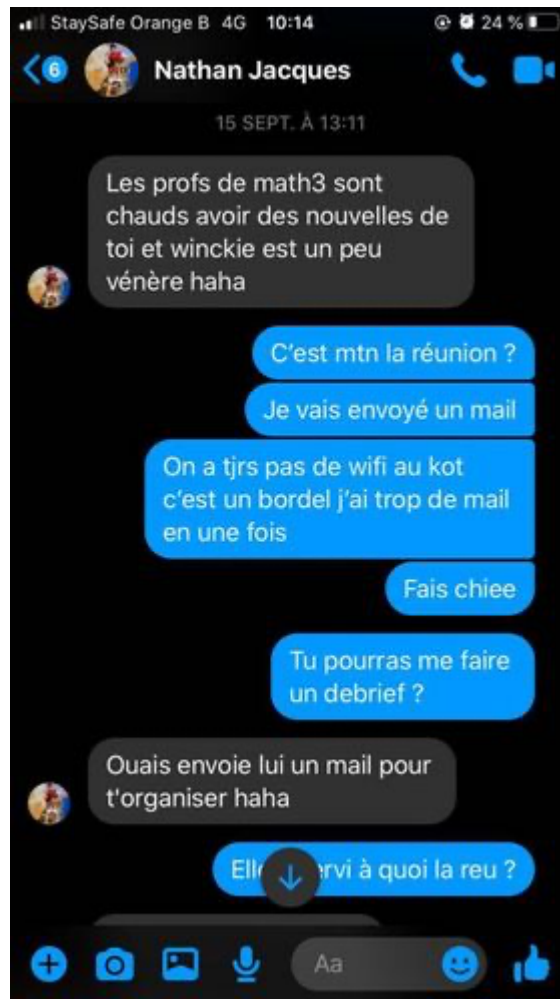 StaySafe Orange B 4G 10:14 24 %
6 Nathan Jacques
15 SEPT. À 13:11
Les profs de math3 sont
chauds avoir des nouvelles de
toi et winckie est un peu
vénère haha
C'est mtn la réunion ?
Je vais envoyé un mail
On a tjrs pas de wifi au kot
c'est un bordel j'ai trop de mail
en une fois
Fais chiee
Tu pourras me faire
un debrief ?
Ouais envoie lui un mail pour
t'organiser haha
à quoi la reu ?
Aa